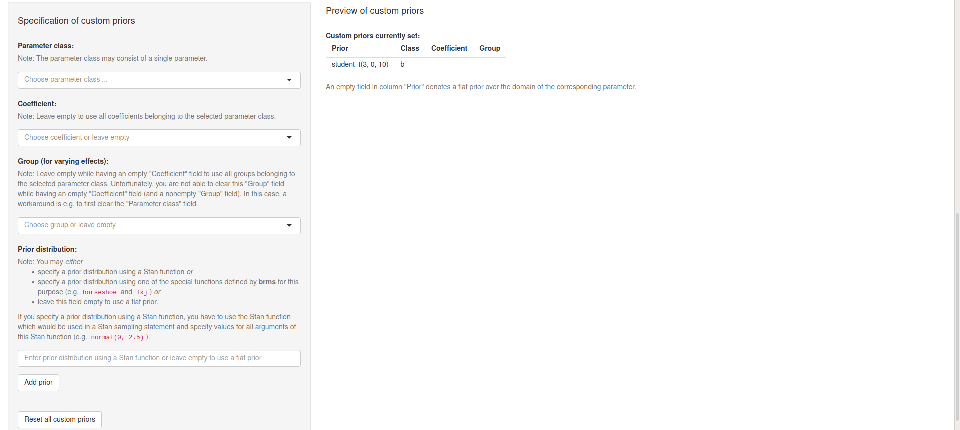 Specification of custom priors
Parameter class:
Note: The parameter class may consist of a single parameter.
Choose parameter class ...
Coefficient:
Note: Leave empty to use all coefficients belonging to the selected parameter class.
Choose coefficient or leave empty
Group (for varying effects):
Note: Leave empty while having an empty "Coefficient" field to use all groups belonging to
the selected parameter class. Unfortunately, you are not able to clear this "Group" field
while having an empty "Coefficient" field (and a nonempty "Group" field). In this case, a
workaround is e.g. to first clear the "Parameter class" field.
Choose group or leave empty
Prior distribution:
Note: You may either
• specify a prior distribution using a Stan function or
• specify a prior distribution using one of the special functions defined by brms for this
purpose (e.g. horseshoe and lkj) or
• leave this field empty to use a flat prior.
If you specify a prior distribution using a Stan function, you have to use the Stan function
which would be used in a Stan sampling statement and specify values for all arguments of
this Stan function (e.g. normal(0, 2.5)).
Enter prior distribution using a Stan function or leave empty to use a flat prior
Add prior
Reset all custom priors
Preview of custom priors
Custom priors currently set:
Prior Class Coefficient Group
student_t(3, 0, 10) b
An empty field in column "Prior" denotes a flat prior over the domain of the corresponding parameter.